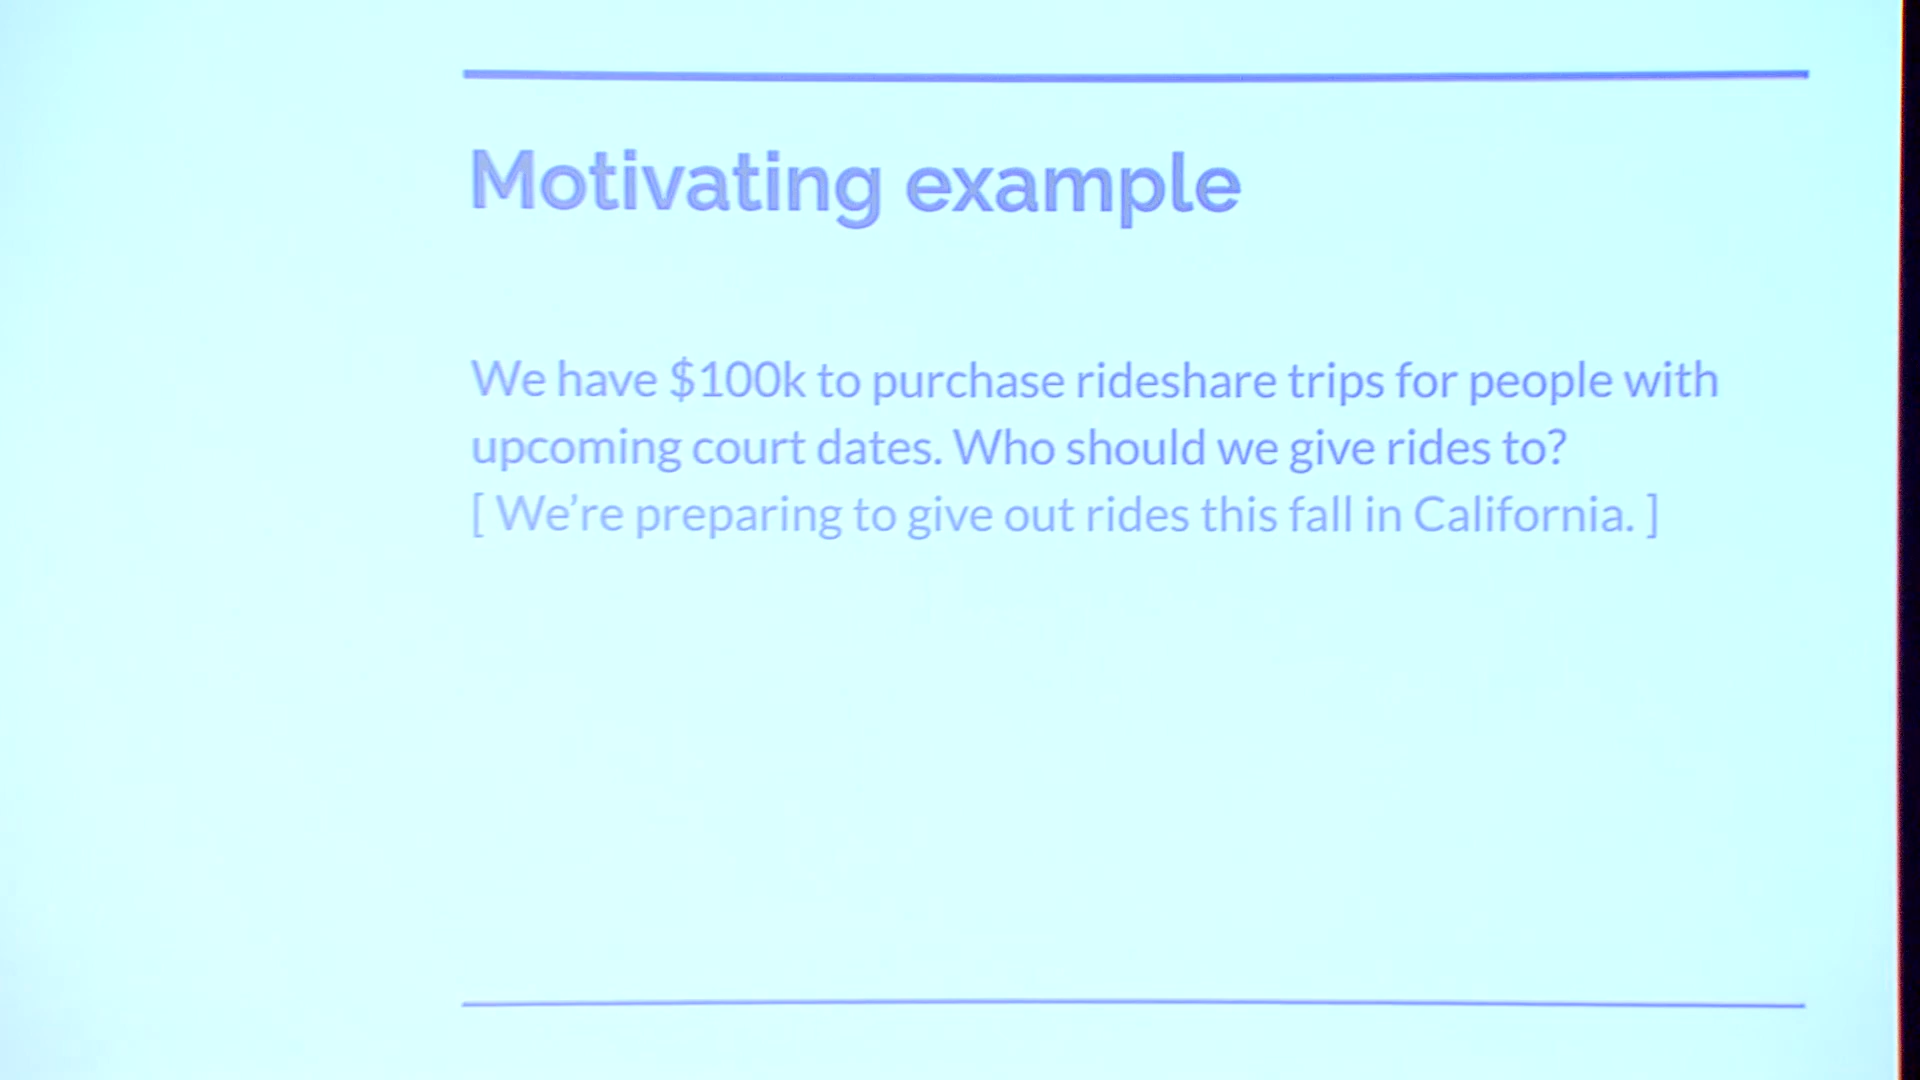 Motivating example
We have $100k to purchase rideshare trips for people with
upcoming court dates. Who should we give rides to?
[ We’re preparing to give out rides this fall in California. ]